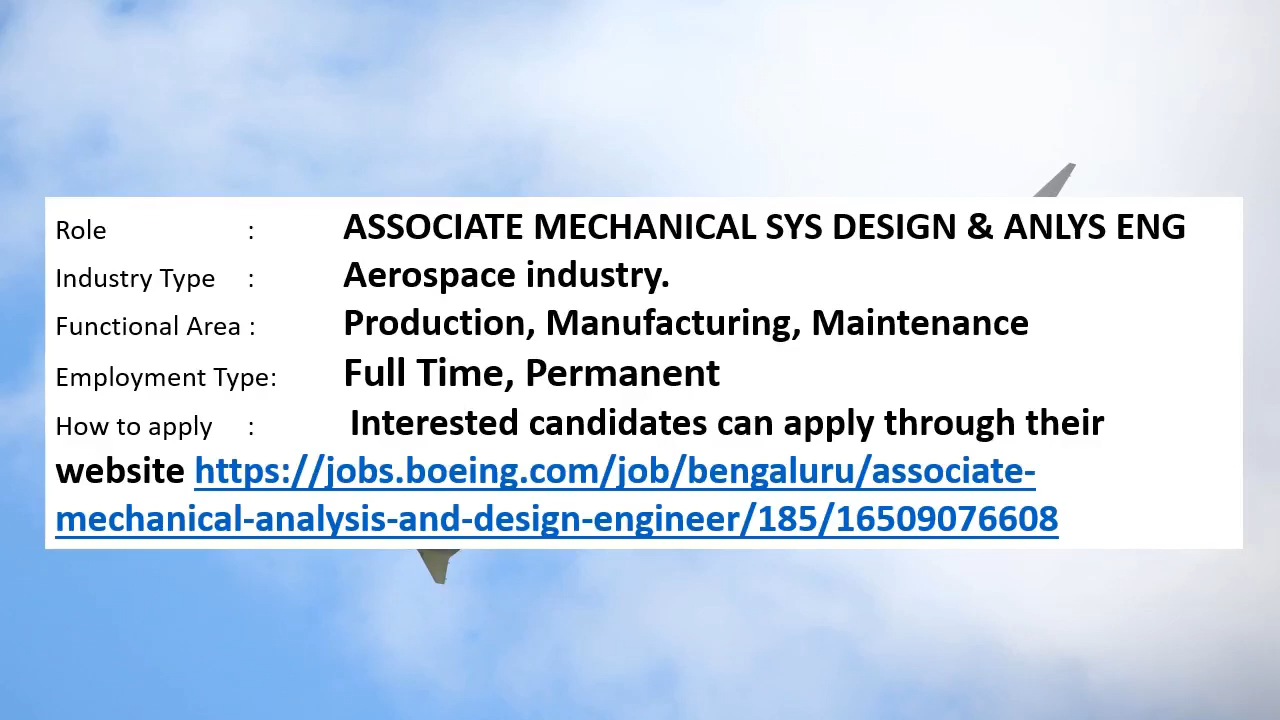 Role : ASSOCIATE MECHANICAL SYS DESIGN & ANLYS ENG
Industry Type : Aerospace industry.
Functional Area : Production, Manufacturing, Maintenance
Employment Type: Full Time, Permanent
How to apply : Interested candidates can apply through their
website https://jobs.boeing.com/job/bengaluru/associate-
mechanical-analysis-and-design-engineer/185/16509076608